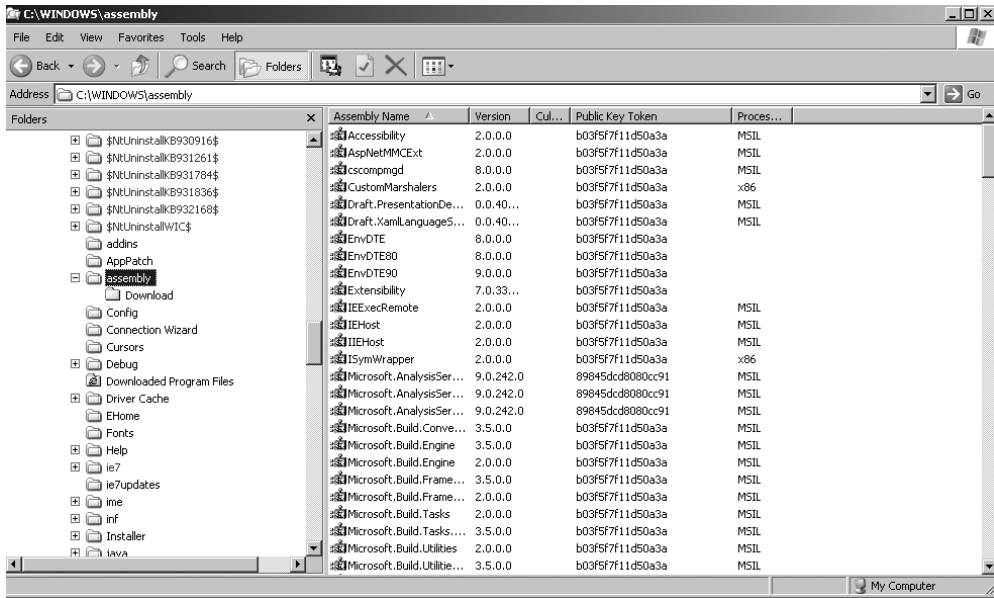 C:\WINDOWS\assembly
File Edit View Favorites Tools Help
Back Search Folders
Address C:\WINDOWS\assembly Go
Folders
$NtUninstallKB930916$
$NtUninstallKB931261$
$NtUninstallKB931784$
$NtUninstallKB931836$
$NtUninstallKB932168$
$NtUninstallWIC$
addins
AppPatch
assembly
Download
Config
Connection Wizard
Cursors
Debug
Downloaded Program Files
Driver Cache
EHome
Fonts
Help
ie7
ie7updates
ime
inf
Installer
java
Assembly Name Version Cul... Public Key Token Proces...
Accessibility 2.0.0.0 b03f5f7f11d50a3a MSIL
AspNetMMCExt 2.0.0.0 b03f5f7f11d50a3a MSIL
cscompmgd 8.0.0.0 b03f5f7f11d50a3a MSIL
CustomMarshalers 2.0.0.0 b03f5f7f11d50a3a x86
Draft.PresentationDe... 0.0.40... b03f5f7f11d50a3a MSIL
Draft.XamlLanguageS... 0.0.40... b03f5f7f11d50a3a MSIL
EnvDTE 8.0.0.0 b03f5f7f11d50a3a
EnvDTE80 8.0.0.0 b03f5f7f11d50a3a
EnvDTE90 9.0.0.0 b03f5f7f11d50a3a
Extensibility 7.0.33... b03f5f7f11d50a3a
IEExecRemote 2.0.0.0 b03f5f7f11d50a3a MSIL
IEHost 2.0.0.0 b03f5f7f11d50a3a MSIL
IIEHost 2.0.0.0 b03f5f7f11d50a3a MSIL
ISymWrapper 2.0.0.0 b03f5f7f11d50a3a x86
Microsoft.AnalysisSer... 9.0.242.0 89845dcd8080cc91 MSIL
Microsoft.AnalysisSer... 9.0.242.0 89845dcd8080cc91 MSIL
Microsoft.AnalysisSer... 9.0.242.0 89845dcd8080cc91 MSIL
Microsoft.Build.Conve... 3.5.0.0 b03f5f7f11d50a3a MSIL
Microsoft.Build.Engine 3.5.0.0 b03f5f7f11d50a3a MSIL
Microsoft.Build.Engine 2.0.0.0 b03f5f7f11d50a3a MSIL
Microsoft.Build.Frame... 3.5.0.0 b03f5f7f11d50a3a MSIL
Microsoft.Build.Frame... 2.0.0.0 b03f5f7f11d50a3a MSIL
Microsoft.Build.Tasks 2.0.0.0 b03f5f7f11d50a3a MSIL
Microsoft.Build.Tasks.... 3.5.0.0 b03f5f7f11d50a3a MSIL
Microsoft.Build.Utilities 2.0.0.0 b03f5f7f11d50a3a MSIL
Microsoft.Build.Utilitie... 3.5.0.0 b03f5f7f11d50a3a MSIL
My Computer